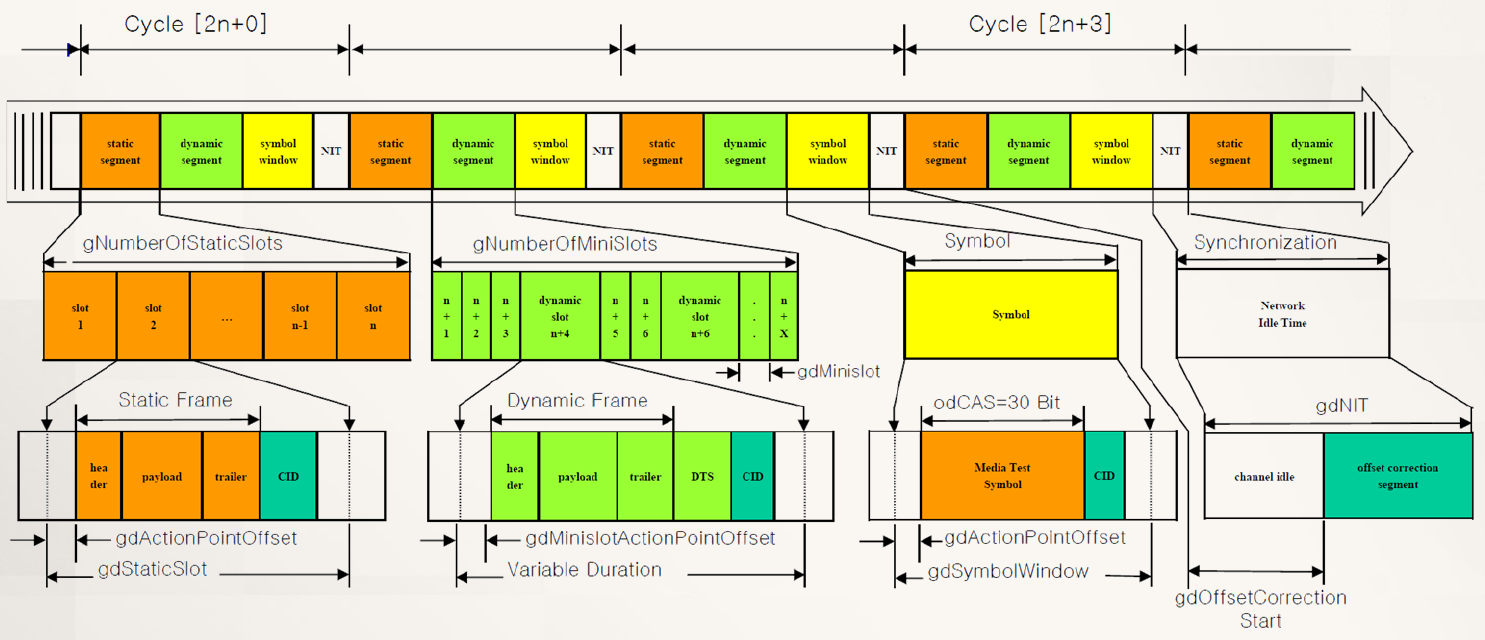 Cycle [2n+0]
Cycle [2n+3]
static
segment
dynamic
segment
symbol
window
NIT
static
segment
dynamic
segment
symbol
window
NIT
static
segment
dynamic
segment
symbol
window
NIT
static
segment
dynamic
segment
symbol
window
NIT
static
segment
dynamic
segment
gNumberOfStaticSlots
gNumberOfMiniSlots
Symbol
Synchronization
slot
1
slot
2
...
slot
n-1
slot
n
n
+
1
n
+
2
n
+
3
dynamic
slot
n+4
n
+
5
n
+
6
dynamic
slot
n+6
.
.
.
n
+
X
Symbol
Network
Idle Time
gdMinislot
Static Frame
Dynamic Frame
odCAS=30 Bit
gdNIT
hea
der
payload
trailer
CID
hea
der
payload
trailer
DTS
CID
Media Test
Symbol
CID
channel idle
offset correction
segment
gdActionPointOffset
gdMinislotActionPointOffset
gdActionPointOffset
gdStaticSlot
Variable Duration
gdSymbolWindow
gdOffsetCorrection
Start